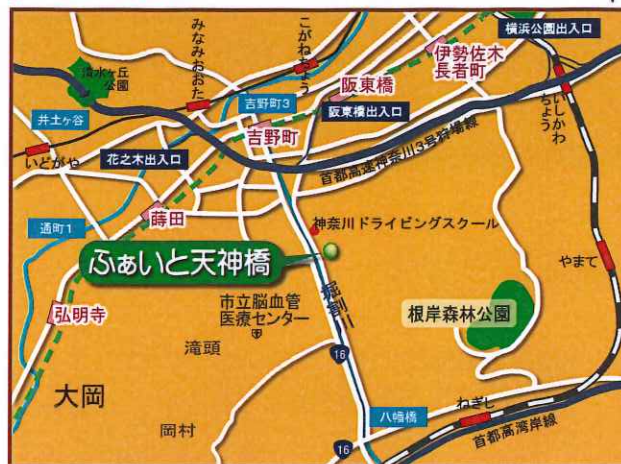 横浜公園出入口
伊勢佐木
長者町
みなみおおた
こがねちょう
清水ヶ丘
公園
阪東橋
いしかわ
ちょう
井土ヶ谷
吉野町3
阪東橋出入口
吉野町
いどがや
花之木出入口
首都高速神奈川3号狩場線
蒔田
通町1
神奈川ドライビングスクール
ふぁいと天神橋
やまて
弘明寺
市立脳血管
医療センター
堀割川
根岸森林公園
滝頭
16
大岡
八幡橋
ねぎし
岡村
首都高湾岸線
16